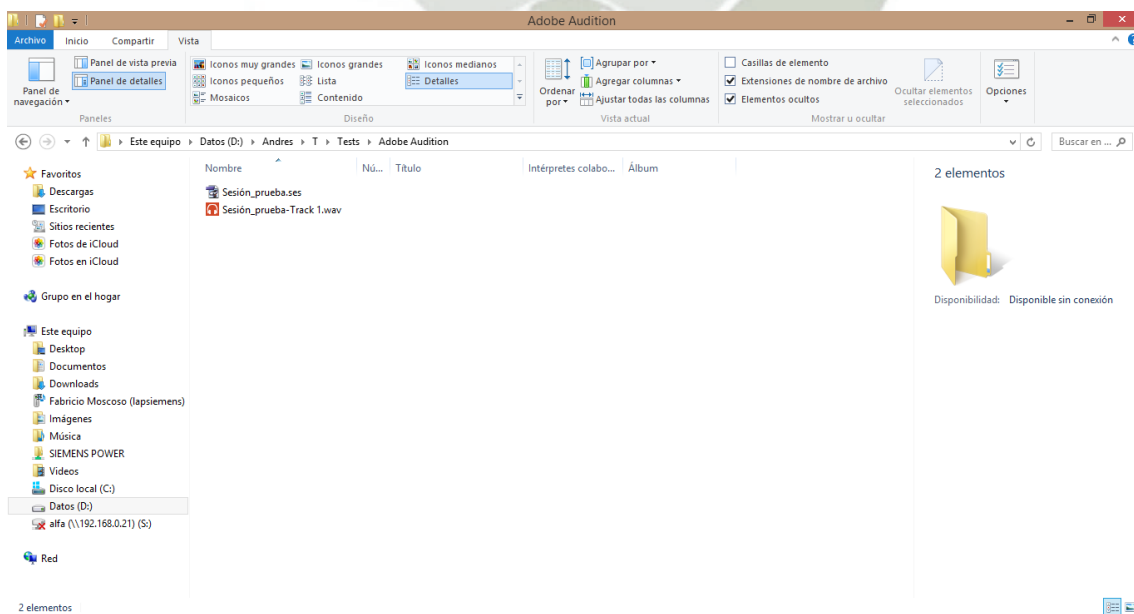 Adobe Audition
Archivo Inicio Compartir Vista
Panel de navegación
Panel de vista previa
Panel de detalles
Paneles
Iconos muy grandes Iconos grandes Iconos medianos
Iconos pequeños Lista Detalles
Mosaicos Contenido
Diseño
Ordenar por
Agrupar por
Agregar columnas
Ajustar todas las columnas
Vista actual
Casillas de elemento
Extensiones de nombre de archivo
Elementos ocultos
Ocultar elementos seleccionados
Mostrar u ocultar
Opciones
Este equipo Datos (D:) Andres T Tests Adobe Audition
Buscar en ...
Favoritos
Descargas
Escritorio
Sitios recientes
Fotos de iCloud
Fotos en iCloud
Grupo en el hogar
Este equipo
Desktop
Documentos
Downloads
Fabricio Moscoso (lapsiemens)
Imágenes
Música
SIEMENS POWER
Videos
Disco local (C:)
Datos (D:)
alfa (\\192.168.0.21) (S:)
Red
Nombre Nú... Título Intérpretes colabo... Álbum
Sesión_prueba.ses
Sesión_prueba-Track 1.wav
2 elementos
Disponibilidad: Disponible sin conexión
2 elementos